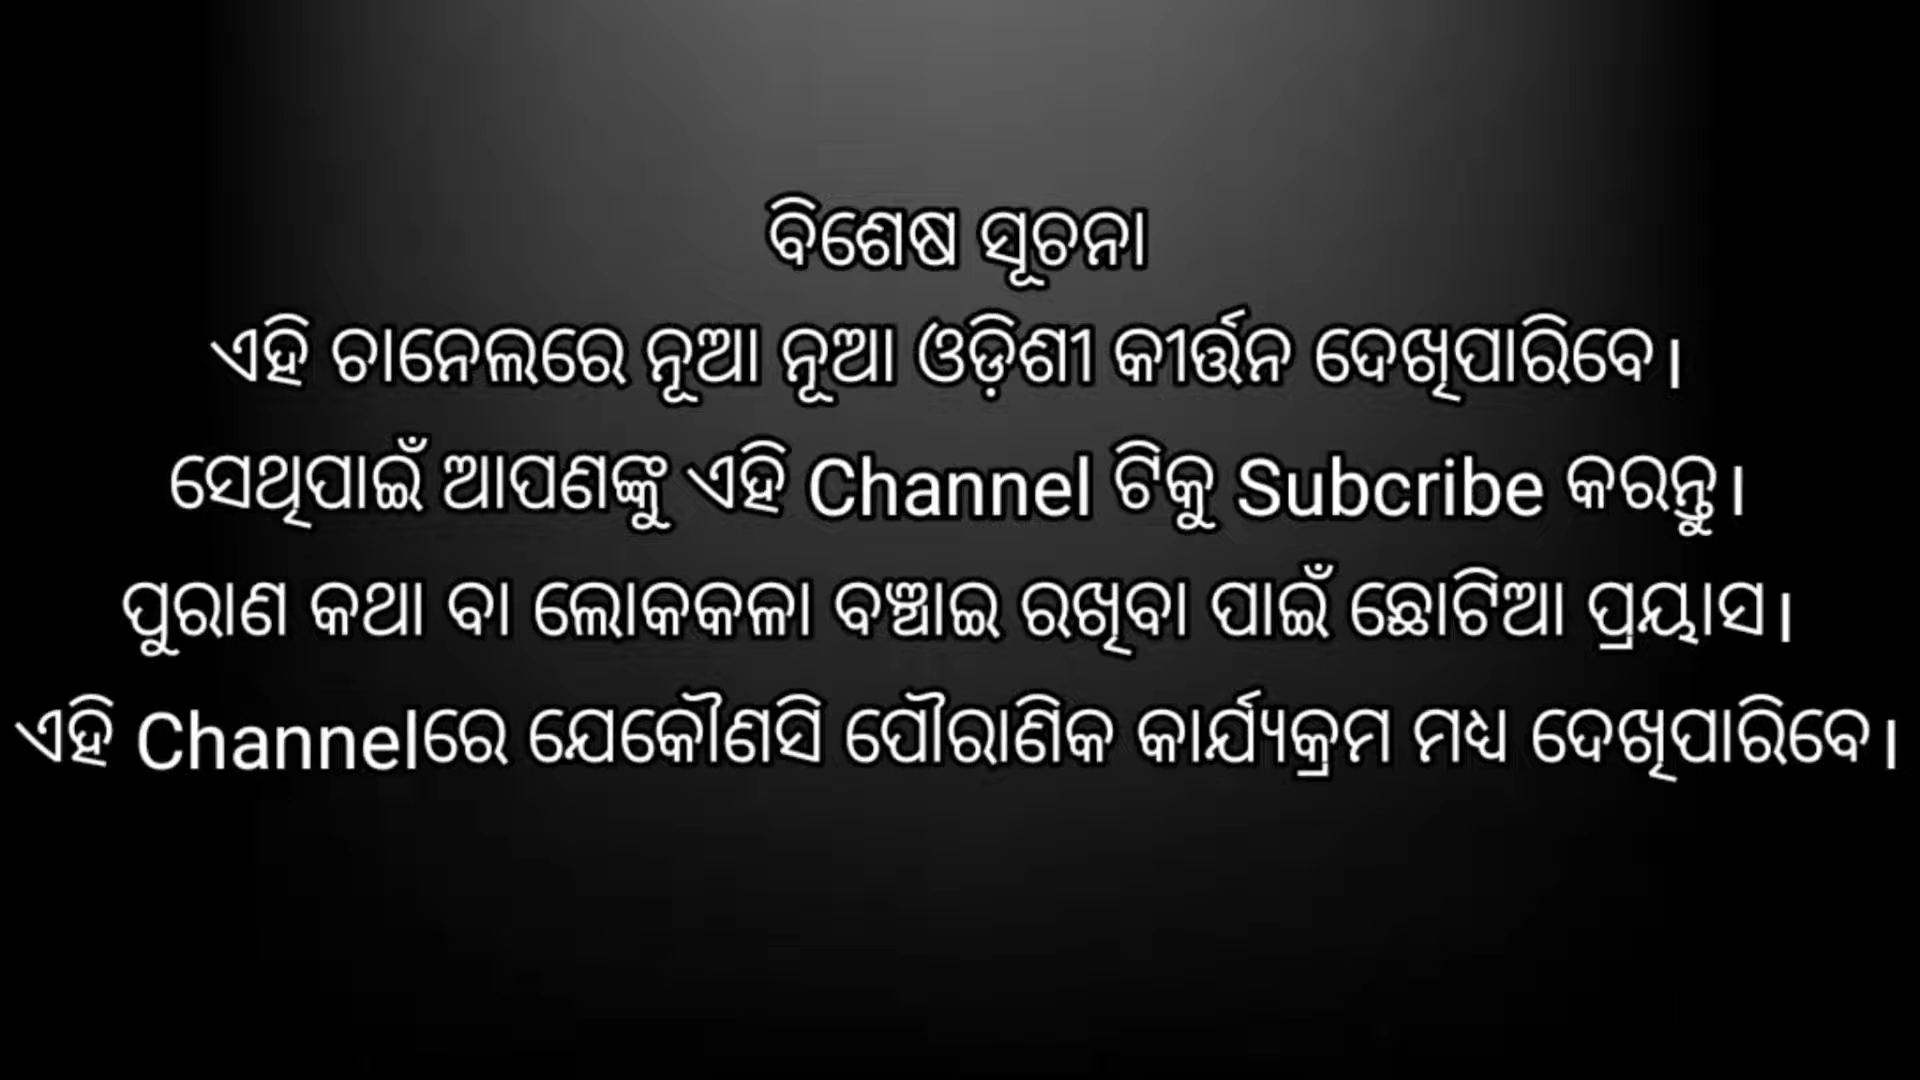 ବିଶେଷ ସୂଚନା
ଏହି ଚାନେଲରେ ନୂଆ ନୂଆ ଓଡ଼ିଶୀ କୀର୍ତ୍ତନ ଦେଖିପାରିବେ।
ସେଥିପାଇଁ ଆପଣଙ୍କୁ ଏହି Channel ଟିକୁ Subcribe କରନ୍ତୁ।
ପୁରାଣ କଥା ବା ଲୋକକଳା ବଞ୍ଚାଇ ରଖିବା ପାଇଁ ଛୋଟିଆ ପ୍ରୟାସ।
ଏହି Channelରେ ଯେକୌଣସି ପୌରାଣିକ କାର୍ଯ୍ୟକ୍ରମ ମଧ୍ୟ ଦେଖିପାରିବେ।